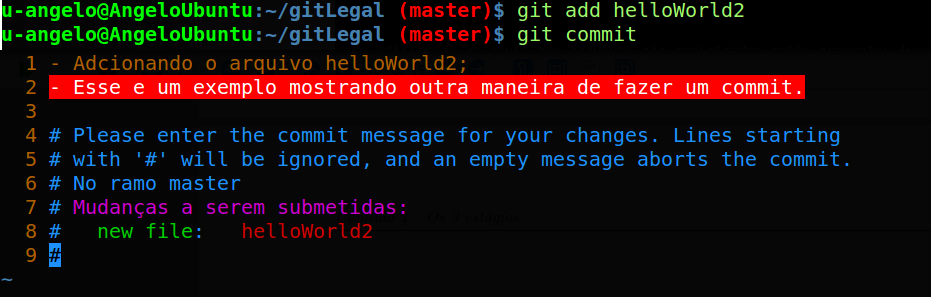 u-angelo@AngeloUbuntu:~/gitLegal (master)$ git add helloWorld2
u-angelo@AngeloUbuntu:~/gitLegal (master)$ git commit
1 - Adcionando o arquivo helloWorld2;
2 - Esse e um exemplo mostrando outra maneira de fazer um commit.
3
4 # Please enter the commit message for your changes. Lines starting
5 # with '#' will be ignored, and an empty message aborts the commit.
6 # No ramo master
7 # Mudanças a serem submetidas:
8 #   new file:   helloWorld2
9 #
~